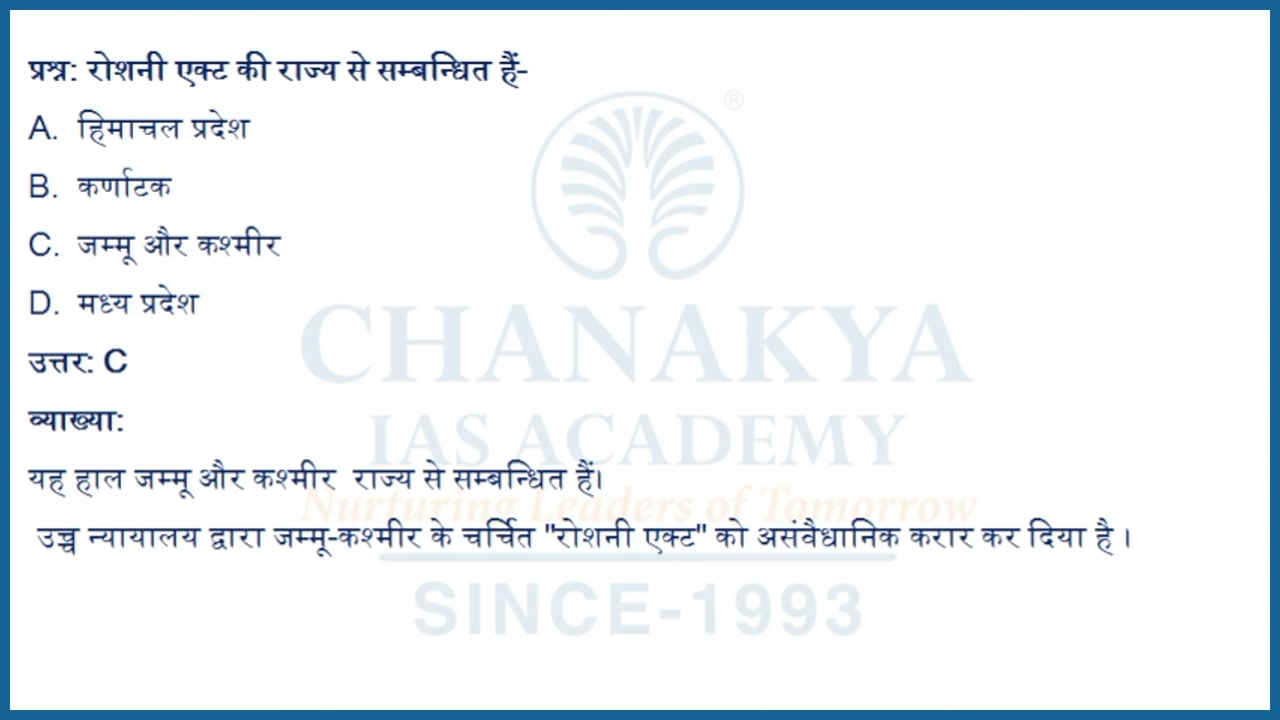 प्रश्न: रोशनी एक्ट की राज्य से सम्बन्धित हैं-
A. हिमाचल प्रदेश
B. कर्णाटक
C. जम्मू और कश्मीर
D. मध्य प्रदेश
उत्तर: C
व्याख्या:
यह हाल जम्मू और कश्मीर राज्य से सम्बन्धित हैं।
उच्च न्यायालय द्वारा जम्मू-कश्मीर के चर्चित "रोशनी एक्ट" को असंवैधानिक करार कर दिया है ।
®
CHANAKYA
IAS ACADEMY
Nurturing Leaders of Tomorrow
SINCE-1993